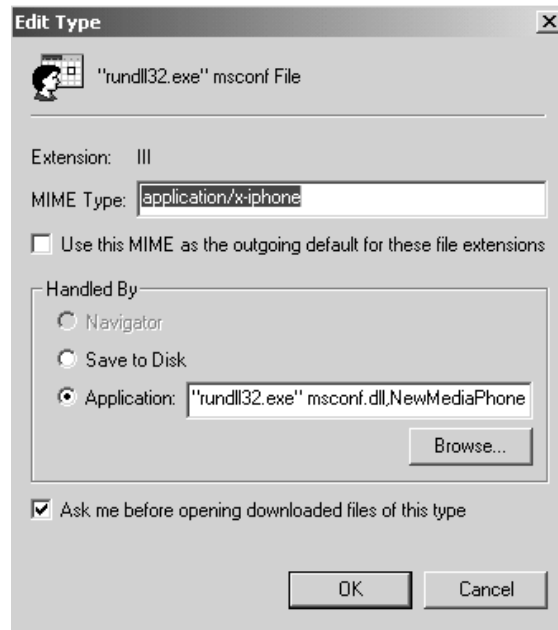 Edit Type
"rundll32.exe" msconf File
Extension: III
MIME Type: application/x-iphone
Use this MIME as the outgoing default for these file extensions
Handled By
Navigator
Save to Disk
Application: "rundll32.exe" msconf.dll,NewMediaPhone
Browse...
Ask me before opening downloaded files of this type
OK Cancel